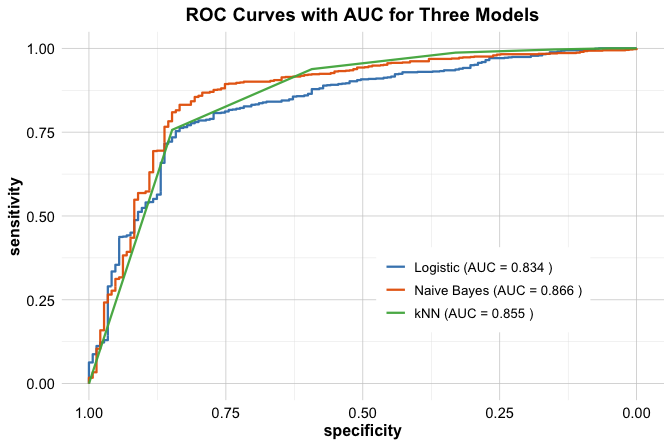 ROC Curves with AUC for Three Models
1.00
0.75
0.50
0.25
0.00
sensitivity
Logistic (AUC = 0.834 )
Naive Bayes (AUC = 0.866 )
kNN (AUC = 0.855 )
1.00 0.75 0.50 0.25 0.00
specificity